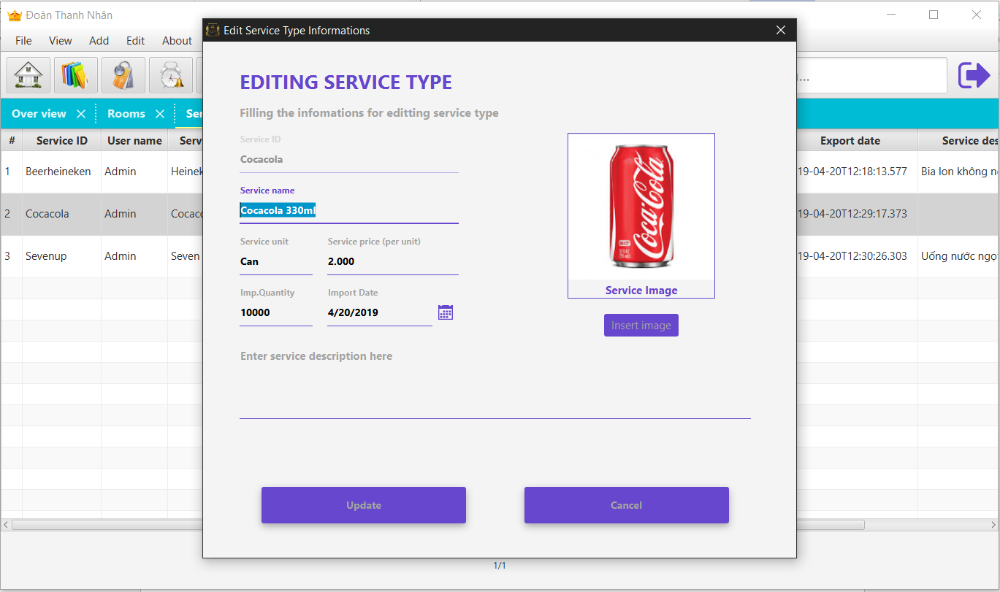 Đoàn Thanh Nhân
File View Add Edit About
Edit Service Type Informations
Over view
Rooms
Ser
# Service ID User name Servi Export date Service des
1 Beerheineken Admin Heinek 19-04-20T12:18:13.577 Bia lon không n
2 Cocacola Admin Cocaco 19-04-20T12:29:17.373
3 Sevenup Admin Seven 19-04-20T12:30:26.303 Uống nước ngọt
EDITING SERVICE TYPE
Filling the infomations for editting service type
Service ID
Cocacola
Service name
Cocacola 330ml
Service unit Service price (per unit)
Can 2.000
Imp.Quantity Import Date
10000 4/20/2019
Enter service description here
Coca-Cola
Service Image
Insert image
Update Cancel
1/1